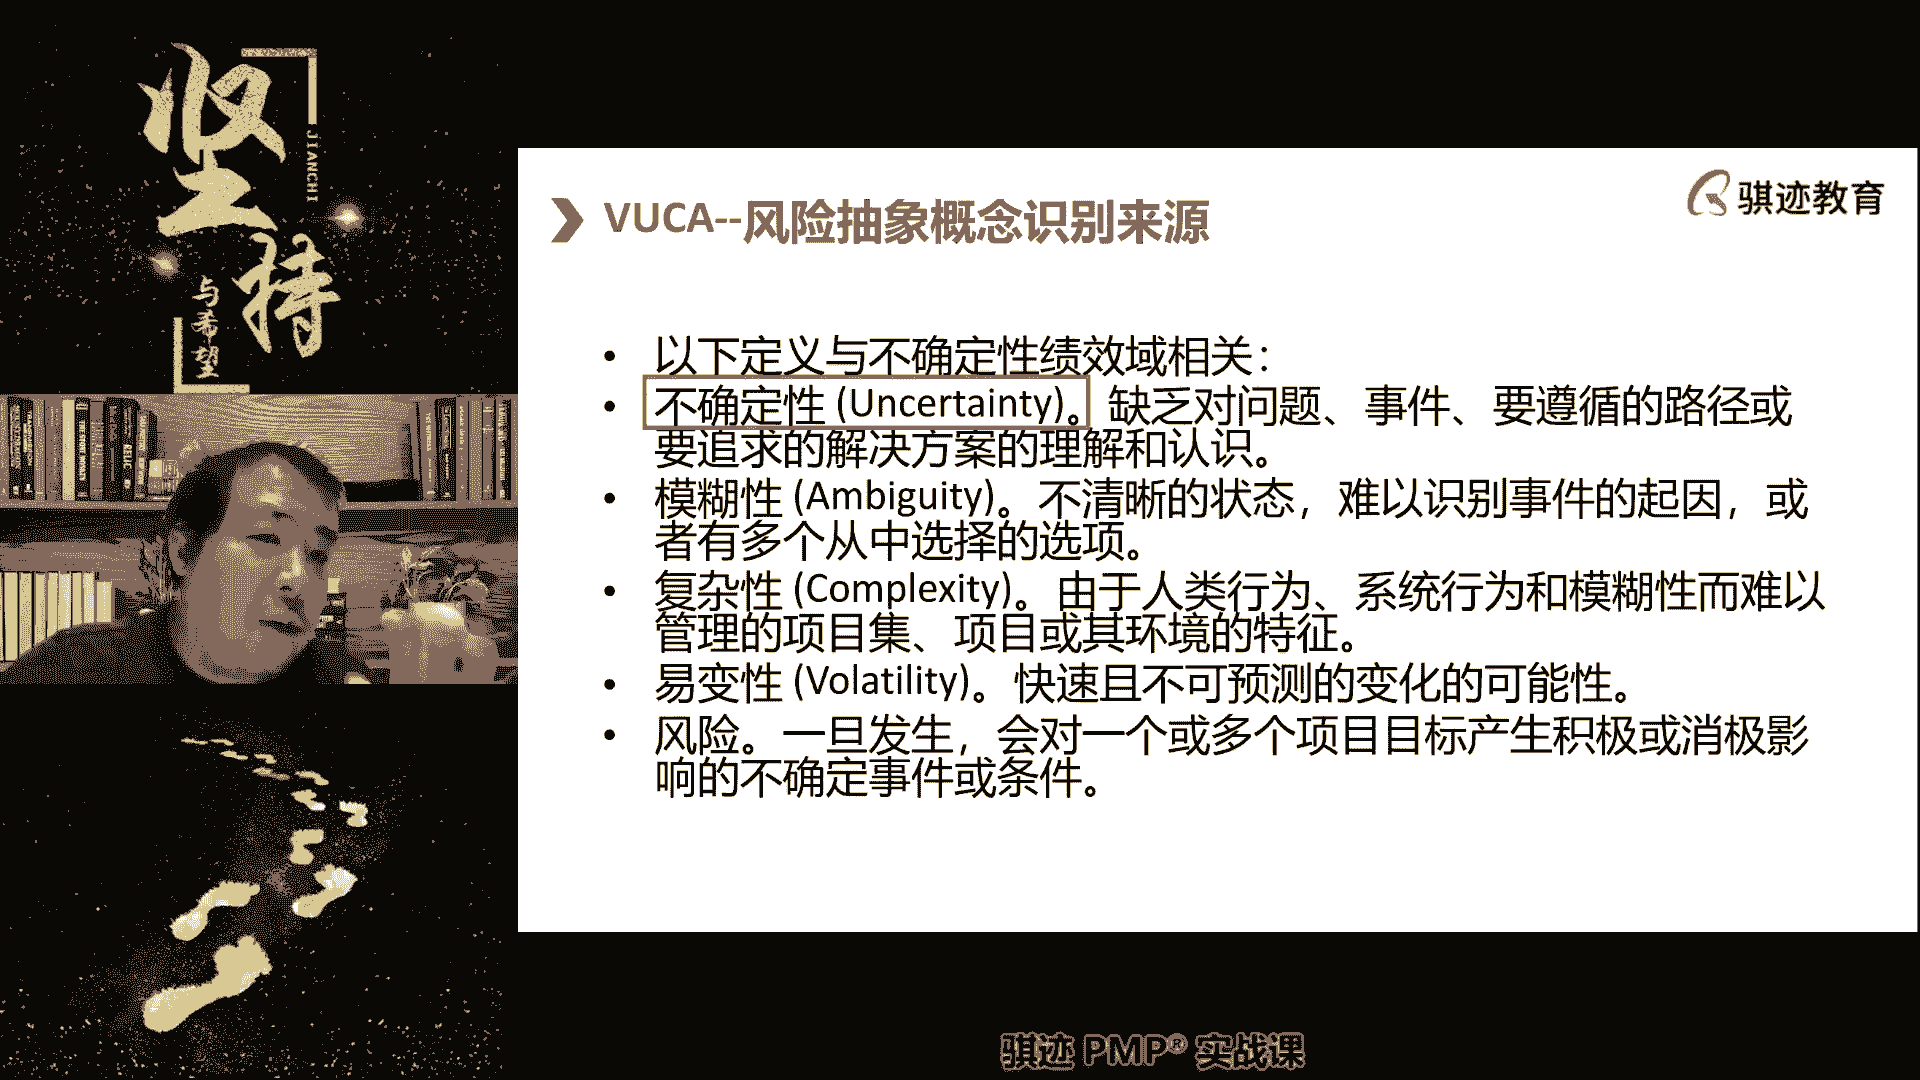 坚持
JIANCHI
与希望
骐迹教育
VUCA--风险抽象概念识别来源
• 以下定义与不确定性绩效域相关：
• 不确定性 (Uncertainty)。缺乏对问题、事件、要遵循的路径或
要追求的解决方案的理解和认识。
• 模糊性 (Ambiguity)。不清晰的状态，难以识别事件的起因，或
者有多个从中选择的选项。
• 复杂性 (Complexity)。由于人类行为、系统行为和模糊性而难以
管理的项目集、项目或其环境的特征。
• 易变性 (Volatility)。快速且不可预测的变化的可能性。
• 风险。一旦发生，会对一个或多个项目目标产生积极或消极影
响的不确定事件或条件。
骐迹 PMP® 实战课